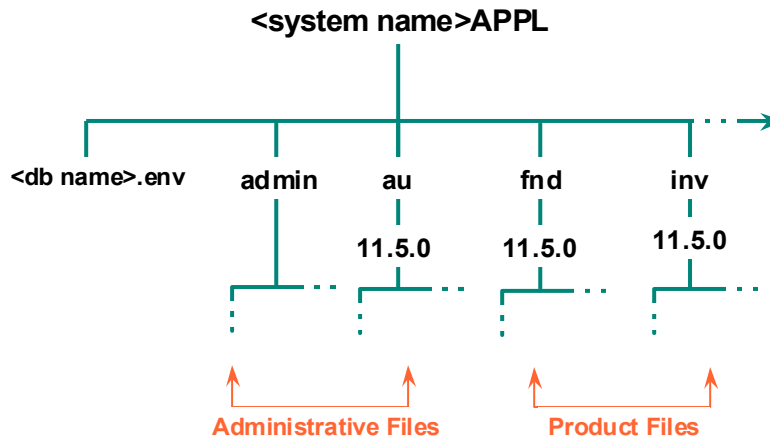 <system name>APPL
<db name>.env
admin
au
fnd
inv
11.5.0
11.5.0
11.5.0
Administrative Files
Product Files